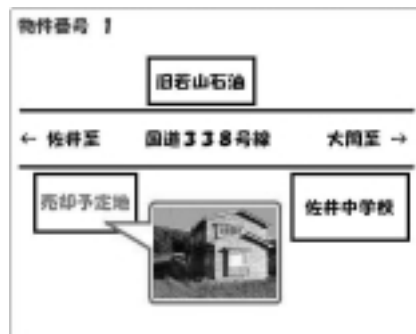 物件番号 1
旧若山石油
← 佐井至 国道338号線 大間至 →
売却予定地
佐井中学校